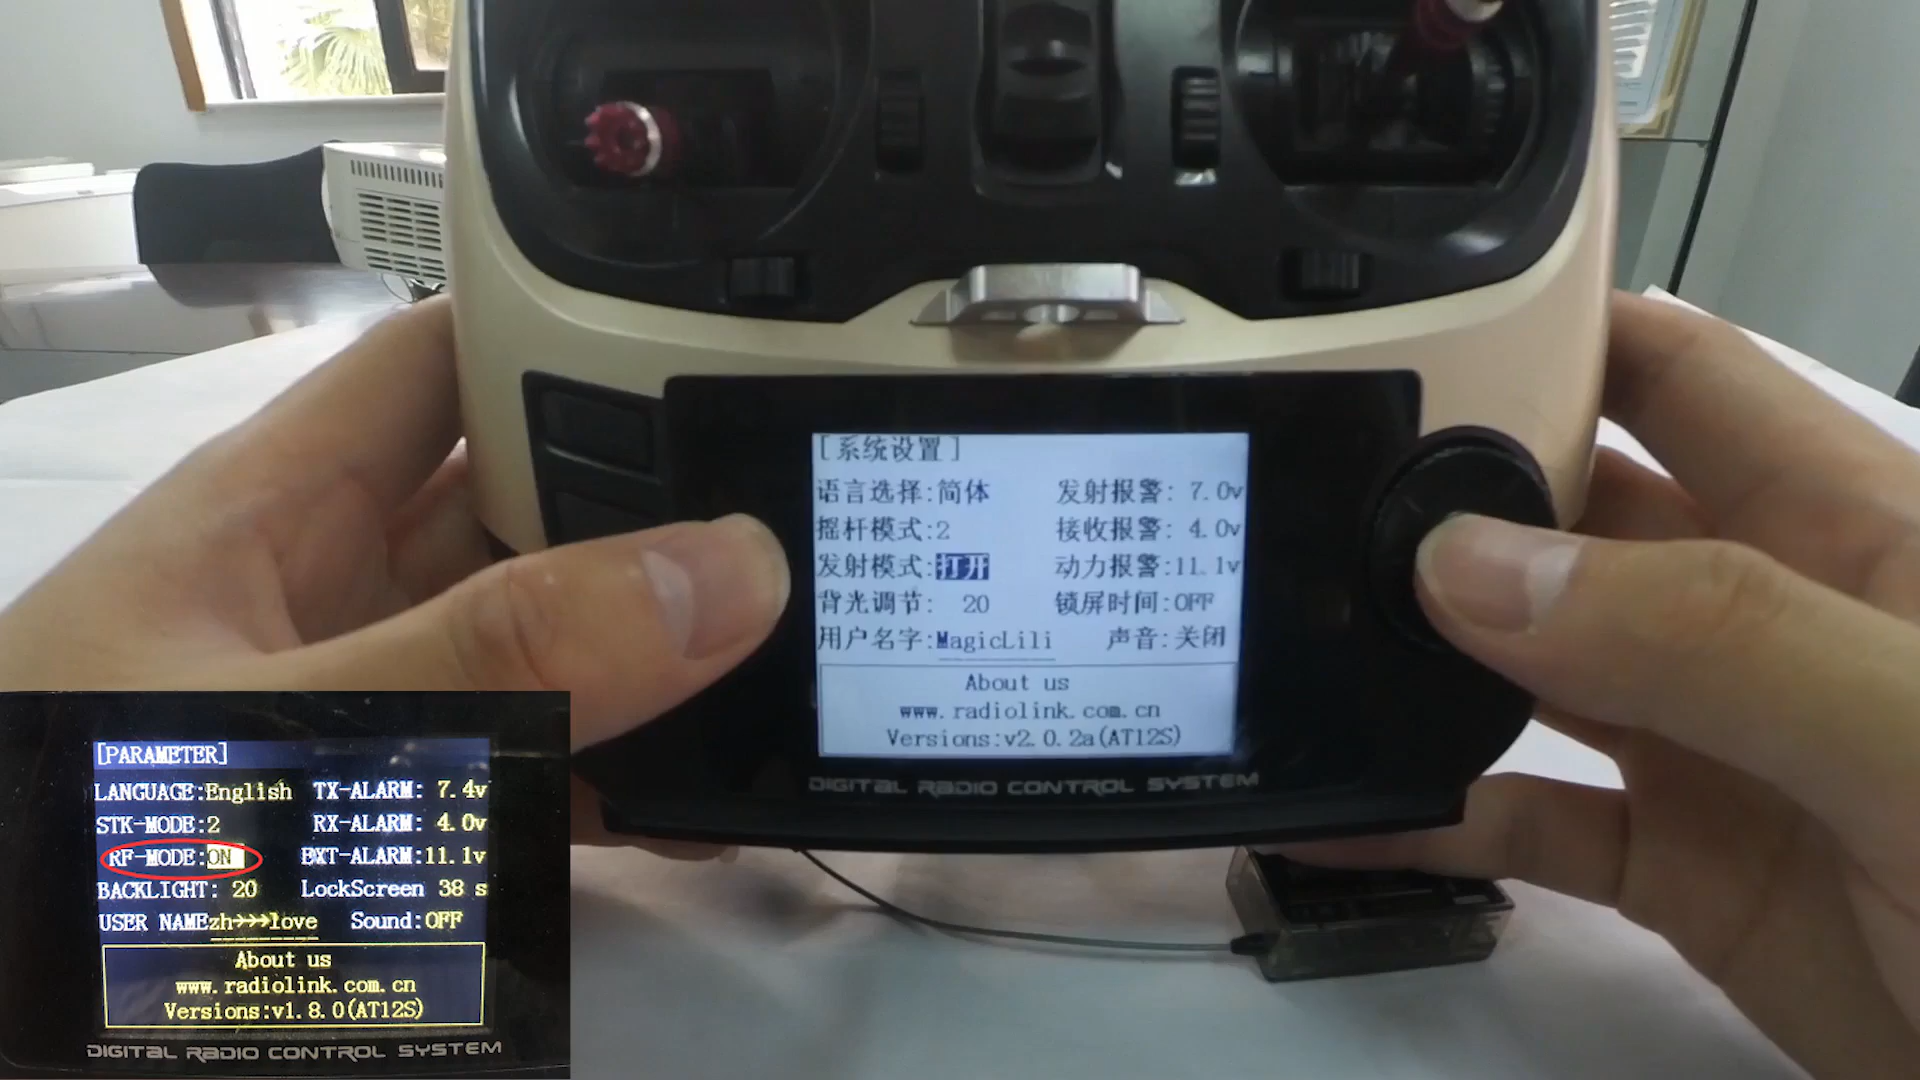 [系统设置]
语言选择:简体 发射报警: 7.0v
摇杆模式:2 接收报警: 4.0v
发射模式:打开 动力报警:11.1v
背光调节: 20 锁屏时间:OFF
用户名字:MagicLili 声音:关闭
About us
www.radiolink.com.cn
Versions:v2.0.2a(AT12S)
DIGITAL RADIO CONTROL SYSTEM
[PARAMETER]
LANGUAGE:English TX-ALARM: 7.4v
STK-MODE:2 RX-ALARM: 4.0v
RF-MODE:ON EXT-ALARM:11.1v
BACKLIGHT: 20 LockScreen 38 s
USER NAMEzh→→→love Sound:OFF
About us
www.radiolink.com.cn
Versions:v1.8.0(AT12S)
DIGITAL RADIO CONTROL SYSTEM